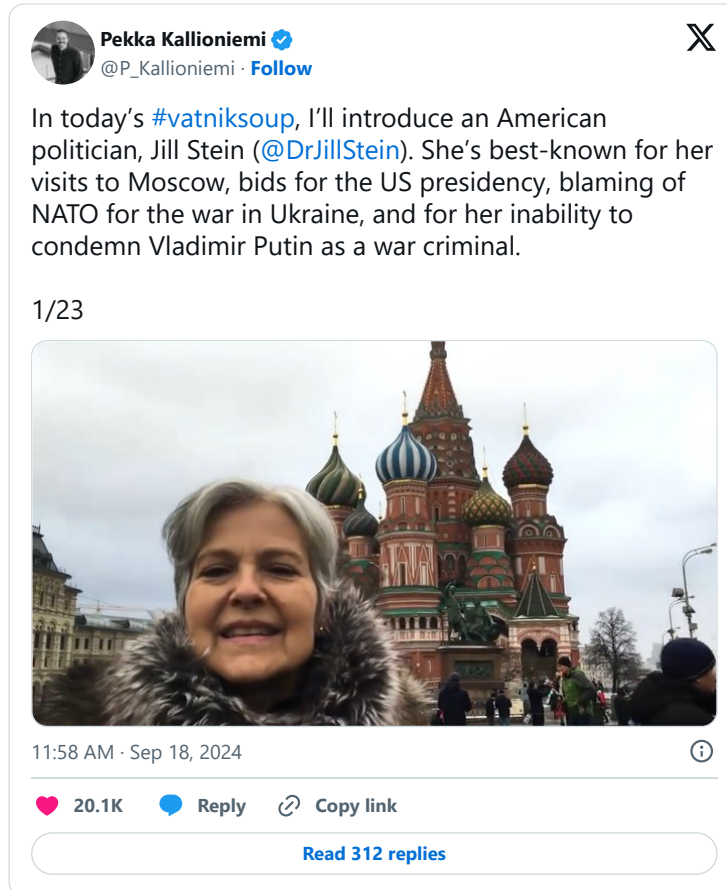 Pekka Kallioniemi
@P_Kallioniemi · Follow
In today’s #vatniksoup, I’ll introduce an American
politician, Jill Stein (@DrJillStein). She’s best-known for her
visits to Moscow, bids for the US presidency, blaming of
NATO for the war in Ukraine, and for her inability to
condemn Vladimir Putin as a war criminal.
1/23
11:58 AM · Sep 18, 2024
20.1K Reply Copy link
Read 312 replies